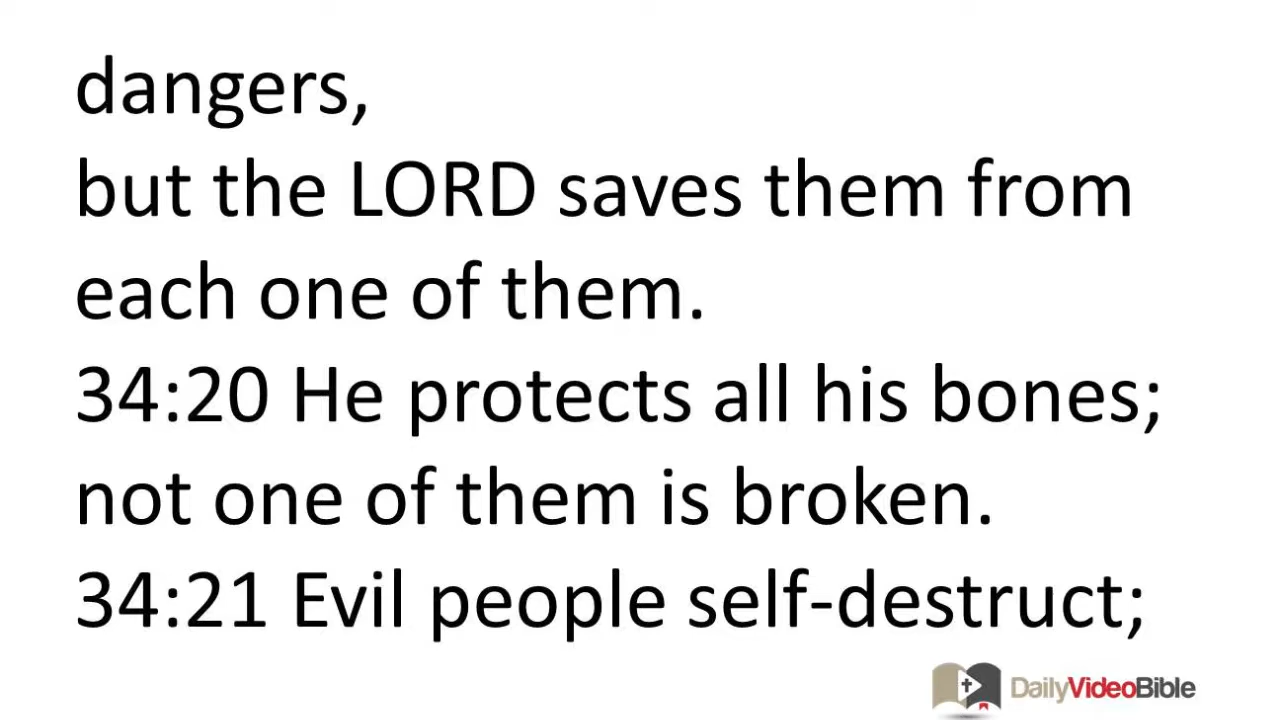 dangers,
but the LORD saves them from
each one of them.
34:20 He protects all his bones;
not one of them is broken.
34:21 Evil people self-destruct;
DailyVideoBible